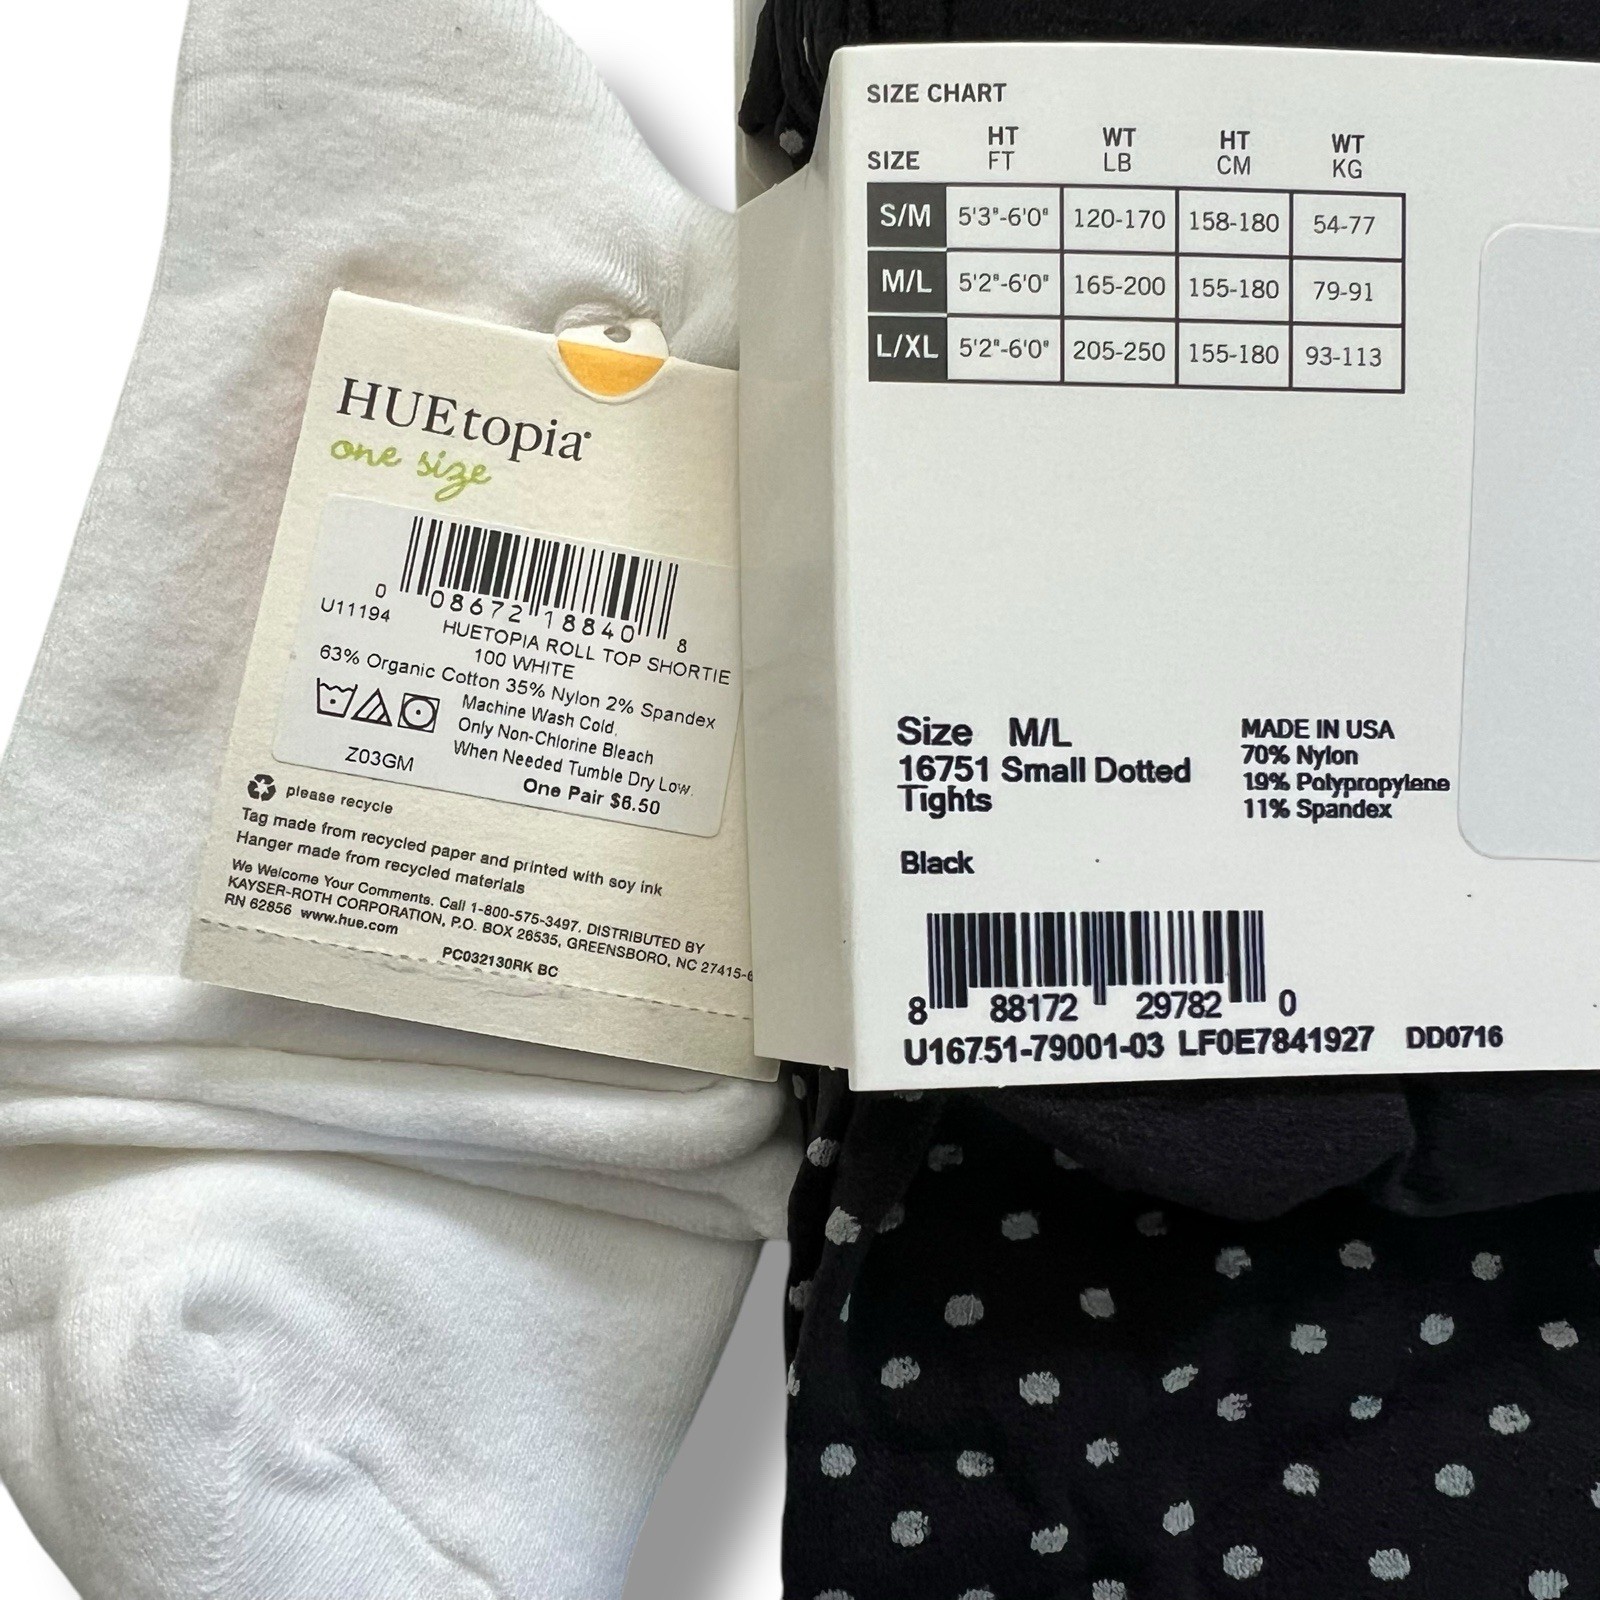 HUEtopia
one size
0 08672 18840 8
U11194
HUETOPIA ROLL TOP SHORTIE
100 WHITE
63% Organic Cotton 35% Nylon 2% Spandex
Machine Wash Cold,
Only Non-Chlorine Bleach
When Needed Tumble Dry Low.
Z03GM
One Pair $6.50
please recycle
Tag made from recycled paper and printed with soy ink
Hanger made from recycled materials
We Welcome Your Comments. Call 1-800-575-3497. DISTRIBUTED BY
KAYSER-ROTH CORPORATION, P.O. BOX 26535, GREENSBORO, NC 27415-6
RN 62856 www.hue.com
PC032130RK BC
SIZE CHART
SIZE HT FT WT LB HT CM WT KG
S/M 5'3"-6'0" 120-170 158-180 54-77
M/L 5'2"-6'0" 165-200 155-180 79-91
L/XL 5'2"-6'0" 205-250 155-180 93-113
Size M/L
16751 Small Dotted
Tights
Black
MADE IN USA
70% Nylon
19% Polypropylene
11% Spandex
8 88172 29782 0
U16751-79001-03 LF0E7841927 DD0716